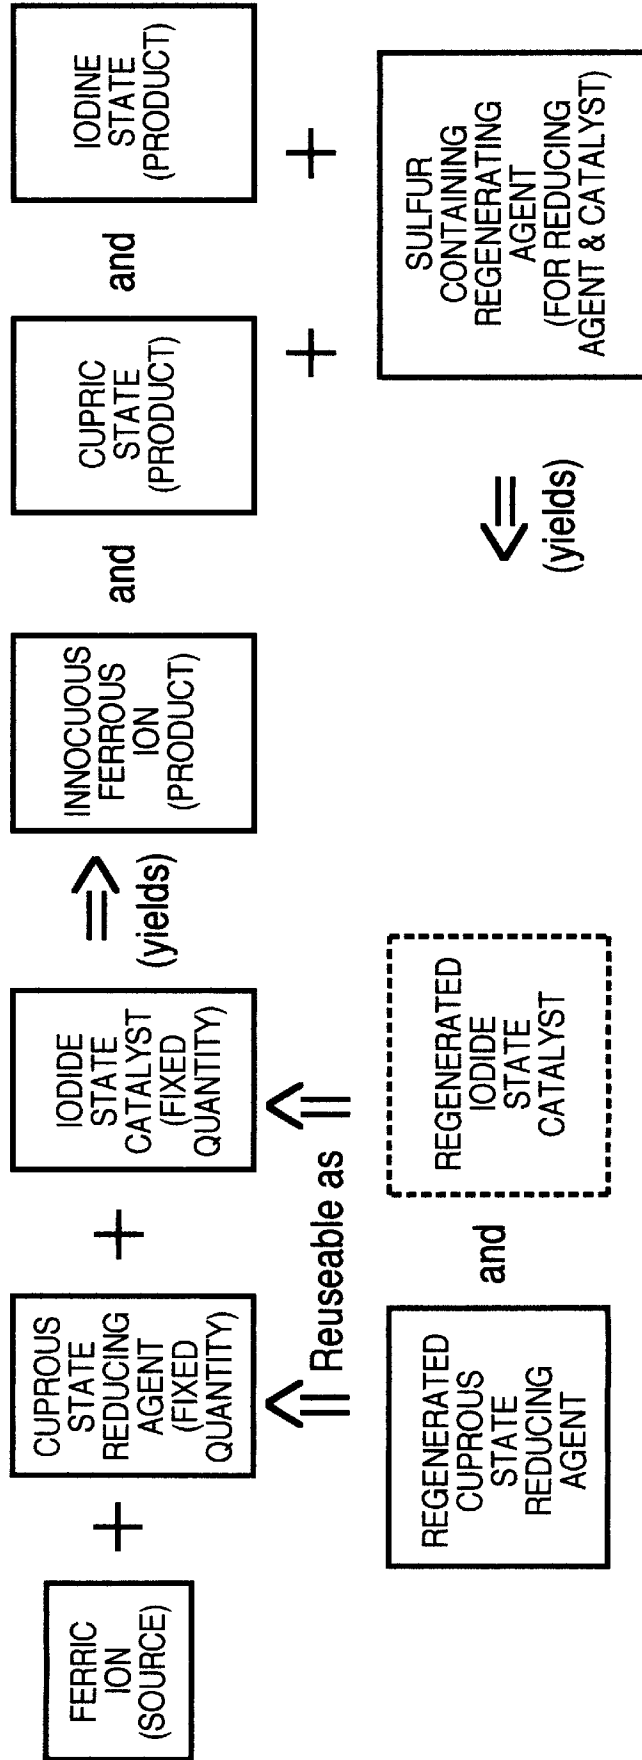 FERRIC
ION
(SOURCE)
+
CUPROUS
STATE
REDUCING
AGENT
(FIXED
QUANTITY)
+
IODIDE
STATE
CATALYST
(FIXED
QUANTITY)
(yields)
INNOCUOUS
FERROUS
ION
(PRODUCT)
and
CUPRIC
STATE
(PRODUCT)
and
IODINE
STATE
(PRODUCT)
+
+
Reuseable as
REGENERATED
CUPROUS
STATE
REDUCING
AGENT
and
REGENERATED
IODIDE
STATE
CATALYST
(yields)
SULFUR
CONTAINING
REGENERATING
AGENT
(FOR REDUCING
AGENT & CATALYST)